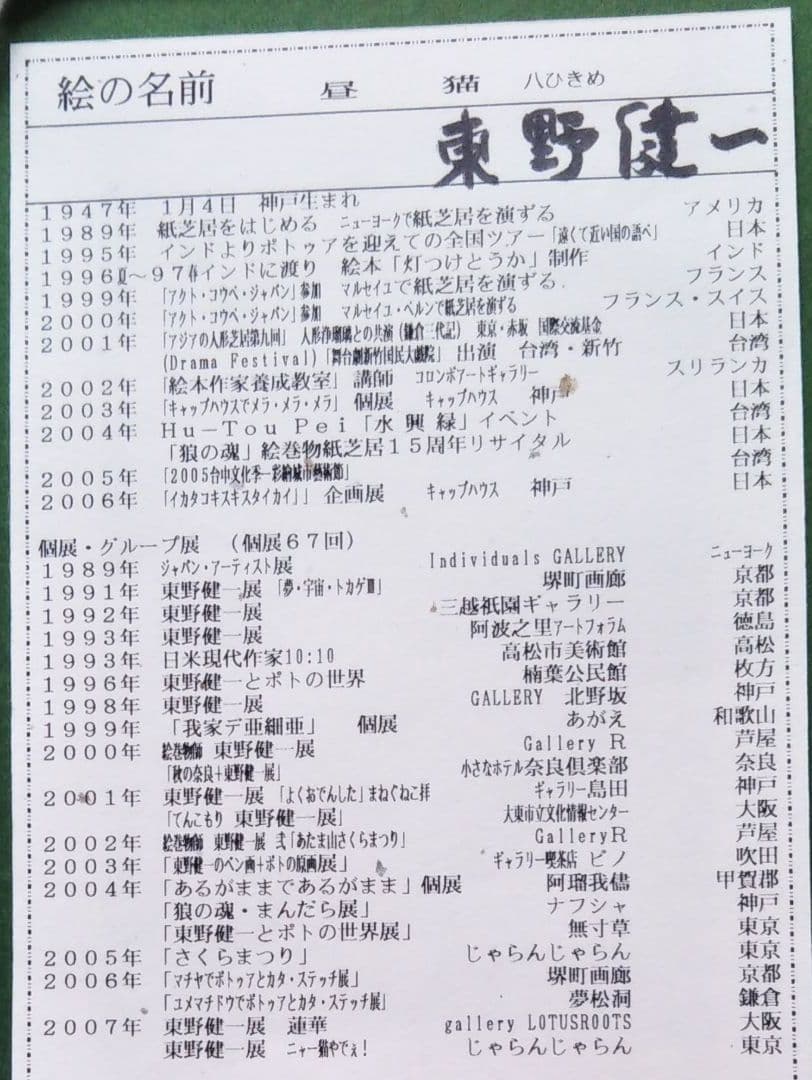 絵の名前 昼 猫 八ひきめ
東野健一
1947年 1月4日 神戸生まれ
1989年 紙芝居をはじめる ニューヨークで紙芝居を演ずる アメリカ
1995年 インドよりポトゥアを迎えての全国ツアー「遠くて近い国の語べ」 日本
1996夏〜97春インドに渡り 絵本「灯つけとうか」制作 インド
1999年 「アクト・コウベ・ジャパン」参加 マルセイユで紙芝居を演ずる フランス
2000年 「アクト・コウベ・ジャパン」参加 マルセイユ・ベルンで紙芝居を演ずる フランス・スイス
2001年 「アジアの人形芝居第九回」 人形浄瑠璃との共演(鎌倉三代記) 東京・赤坂 国際交流基金 日本
(Drama Festival)「舞台劇新竹国民大戯院」出演 台湾・新竹 台湾
2002年 「絵本作家養成教室」講師 コロンボアートギャラリー スリランカ
2003年 「キャップハウスでメラ・メラ・メラ」個展 キャップハウス 神戸 日本
2004年 Hu-Tou Pei「水 興 緑」イベント 台湾
「狼の魂」絵巻物紙芝居15周年リサイタル 日本
2005年 「2005台中文化季―彩繪城市藝術節」 台湾
2006年 「イカタコキスキスタイカイ」」企画展 キャップハウス 神戸 日本
個展・グループ展 (個展67回)
1989年 ジャパン・アーティスト展 Individuals GALLERY ニューヨーク
1991年 東野健一展「夢・宇宙・トカゲⅢ」 堺町画廊 京都
1992年 東野健一展 三越祇園ギャラリー 京都
1993年 東野健一展 阿波之里アートフォラム 徳島
1993年 日米現代作家10:10 高松市美術館 高松
1996年 東野健一とポトの世界 楠葉公民館 枚方
1998年 東野健一展 GALLERY 北野坂 神戸
1999年 「我家デ亜細亜」 個展 あがえ 和歌山
2000年 絵巻物師 東野健一展 Gallery R 芦屋
「秋の奈良+東野健一展」 小さなホテル奈良倶楽部 奈良
2001年 東野健一展「よくおでんした」まねぐねこ拝 ギャラリー島田 神戸
「てんこもり 東野健一展」 大東市立文化情報センター 大阪
2002年 絵巻物師 東野健一展 弐「あたま山さくらまつり」 GalleryR 芦屋
2003年 「東野健一のペン画+ポトの原画展」 ギャラリー喫茶店 ピノ 吹田
2004年 「あるがままであるがまま」個展 阿瑠我儘 甲賀郡
「狼の魂・まんだら展」 ナフシャ 神戸
「東野健一とポトの世界展」 無寸草 東京
2005年 「さくらまつり」 じゃらんじゃらん 東京
2006年 「マチヤでポトゥアとカタ・ステッチ展」 堺町画廊 京都
「ユメマチドウでポトゥアとカタ・ステッチ展」 夢松洞 鎌倉
2007年 東野健一展 蓮華 gallery LOTUSROOTS 大阪
東野健一展 ニャー猫やでぇ! じゃらんじゃらん 東京